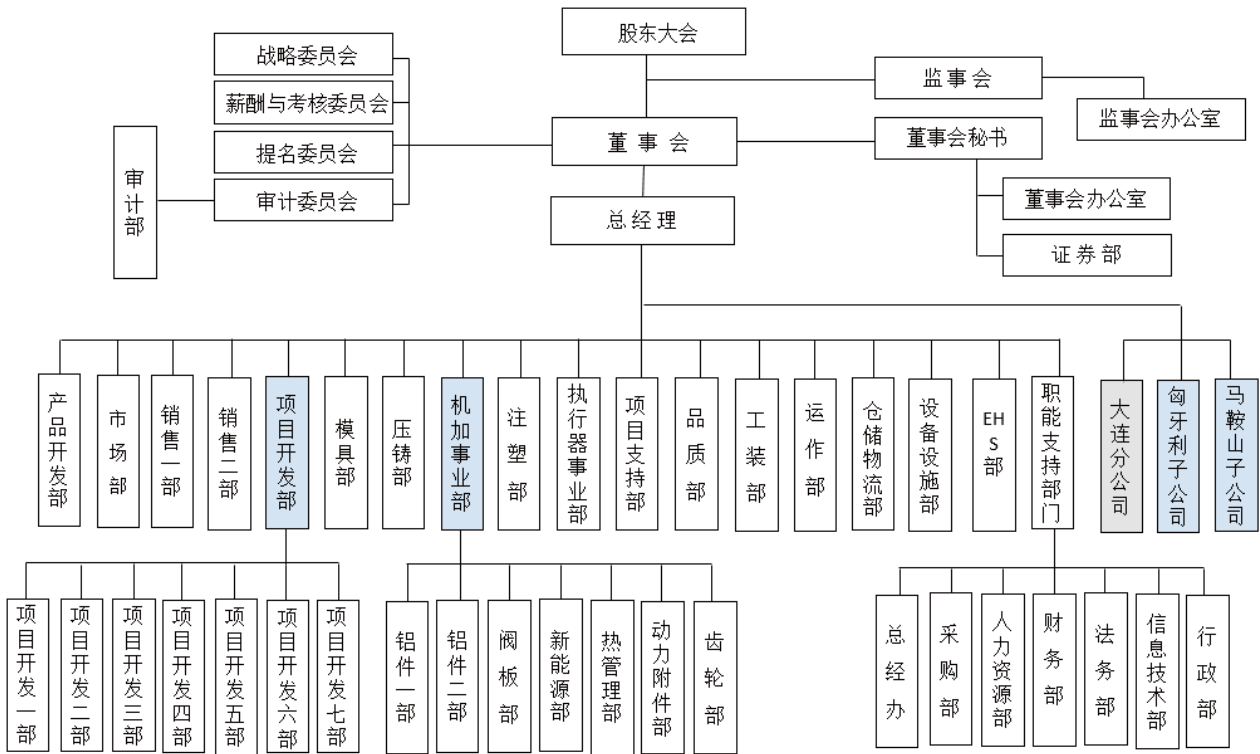 股东大会
战略委员会
监 事 会
薪酬与考核委员会
监事会办公室
董 事 会
董事会秘书
提名委员会
审计部
审计委员会
董事会办公室
总 经 理
证 券 部
产品开发部
市场部
销售一部
销售二部
项目开发部
模具部
压铸部
机加事业部
注塑部
执行器事业部
项目支持部
品质部
工装部
运作部
仓储物流部
设备设施部
EHS部
职能支持部门
大连分公司
匈牙利子公司
马鞍山子公司
项目开发一部
项目开发二部
项目开发三部
项目开发四部
项目开发五部
项目开发六部
项目开发七部
铝件一部
铝件二部
阀板部
新能源部
热管理部
动力附件部
齿轮部
总经办
采购部
人力资源部
财务部
法务部
信息技术部
行政部